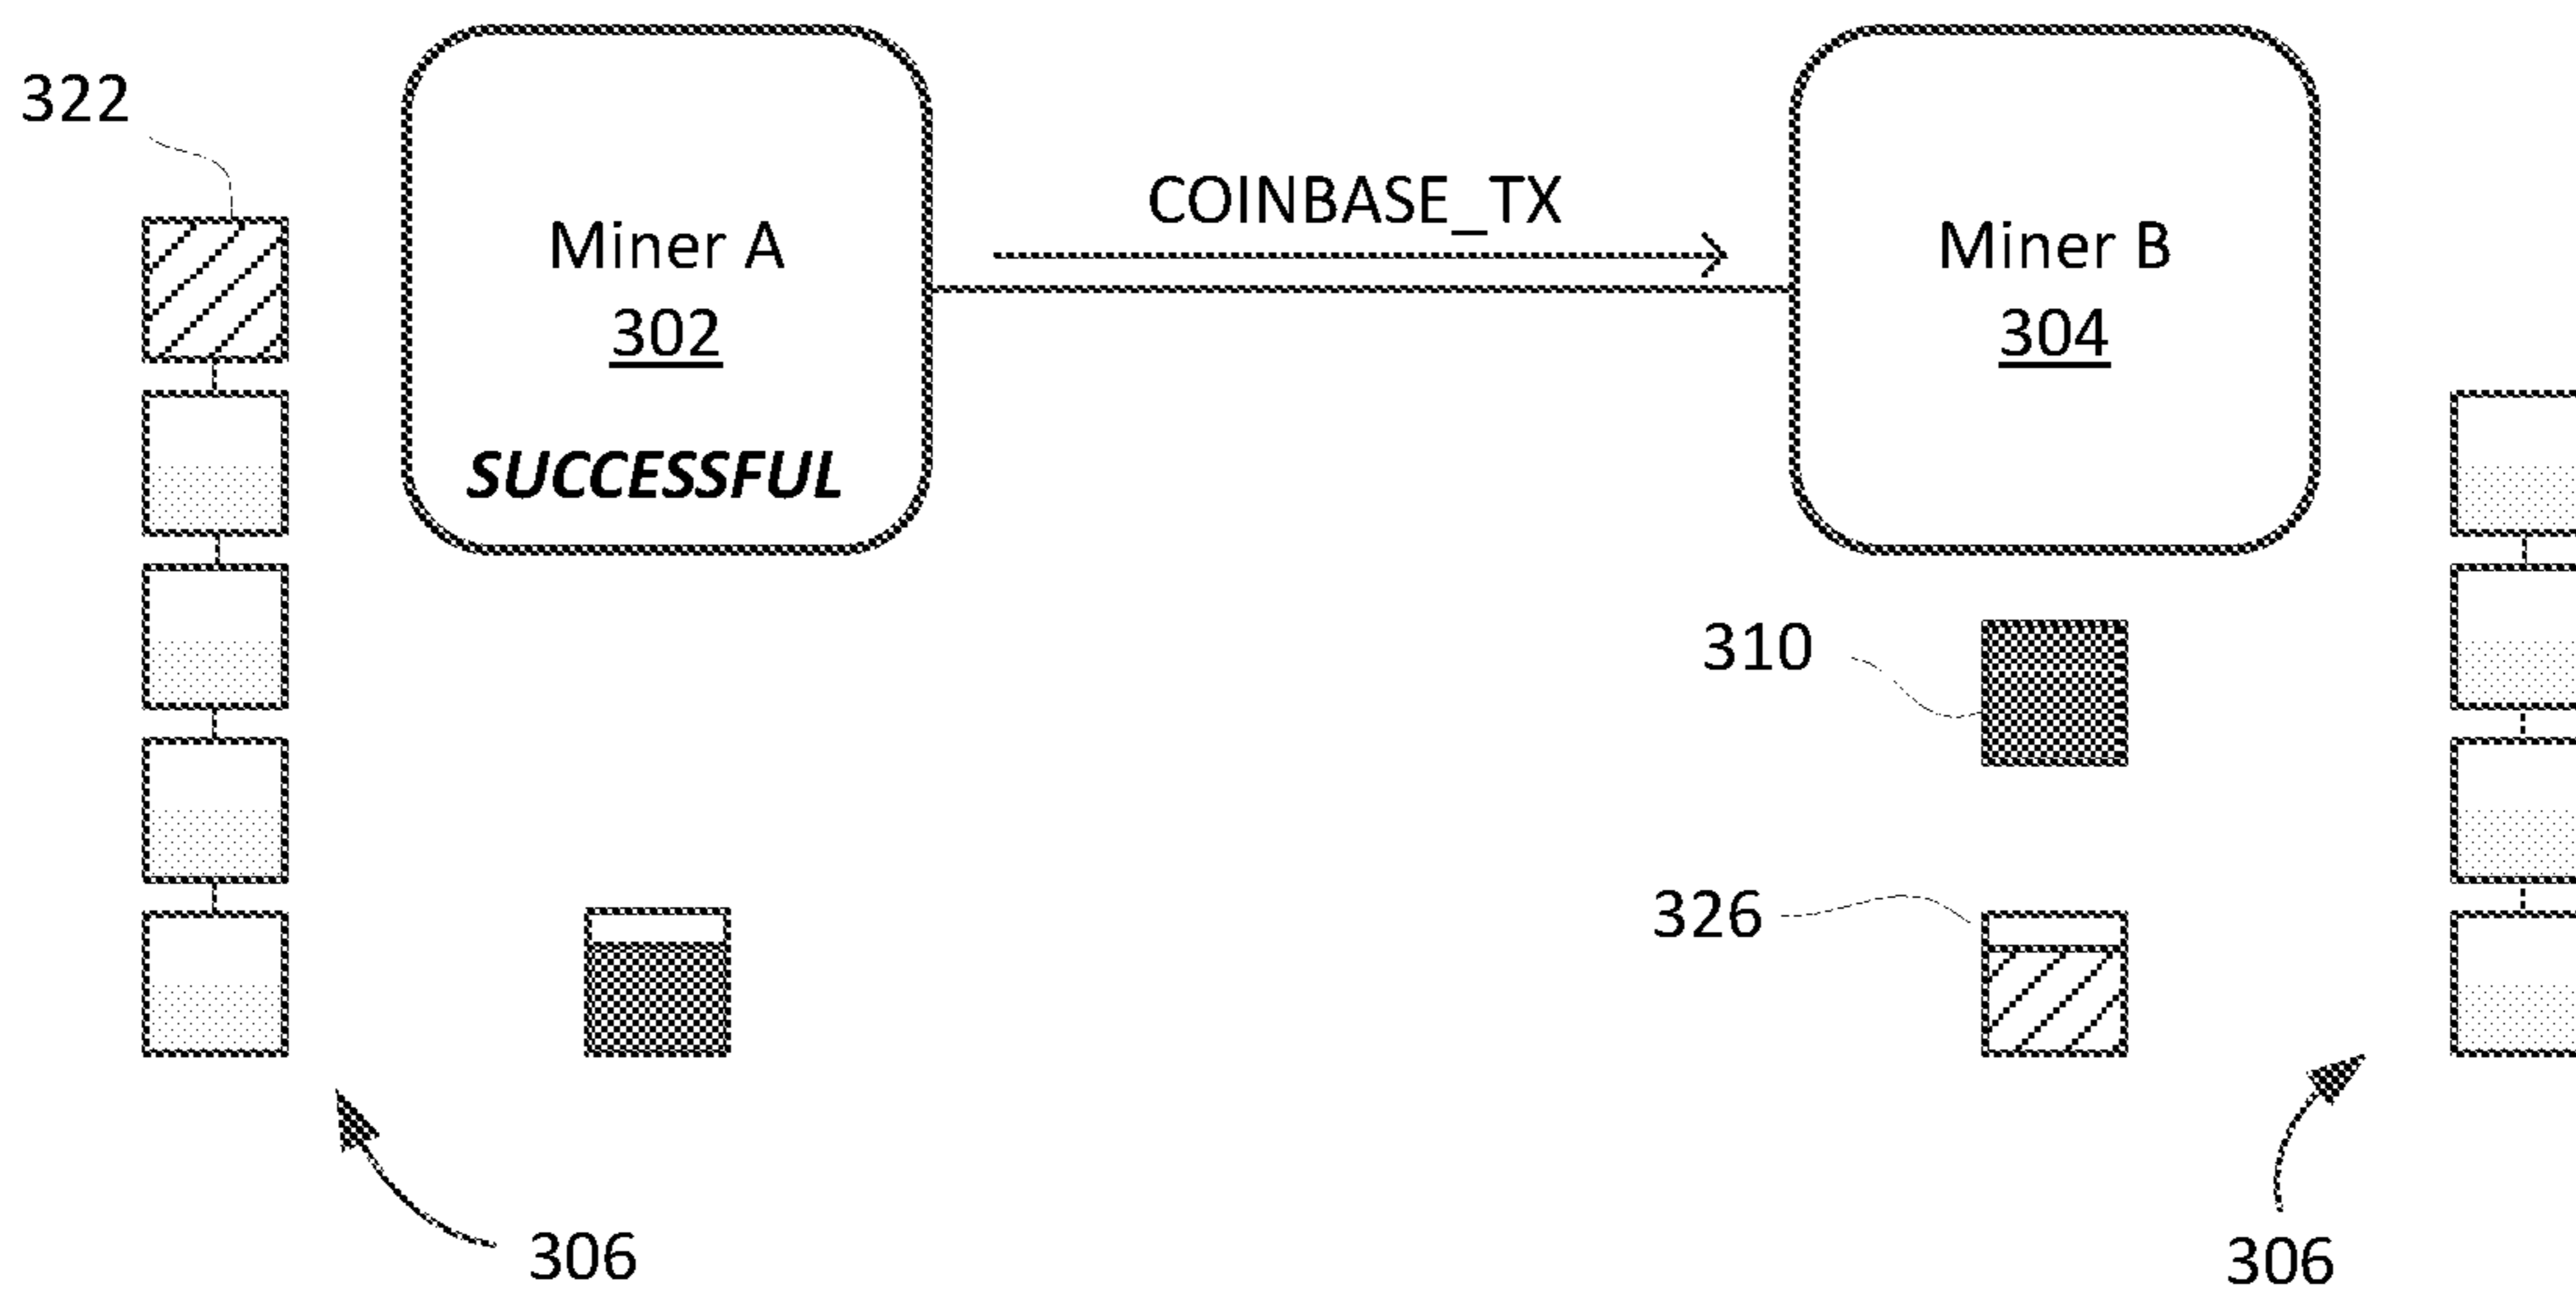 322
Miner A
302
SUCCESSFUL
COINBASE_TX
Miner B
304
310
326
306
306